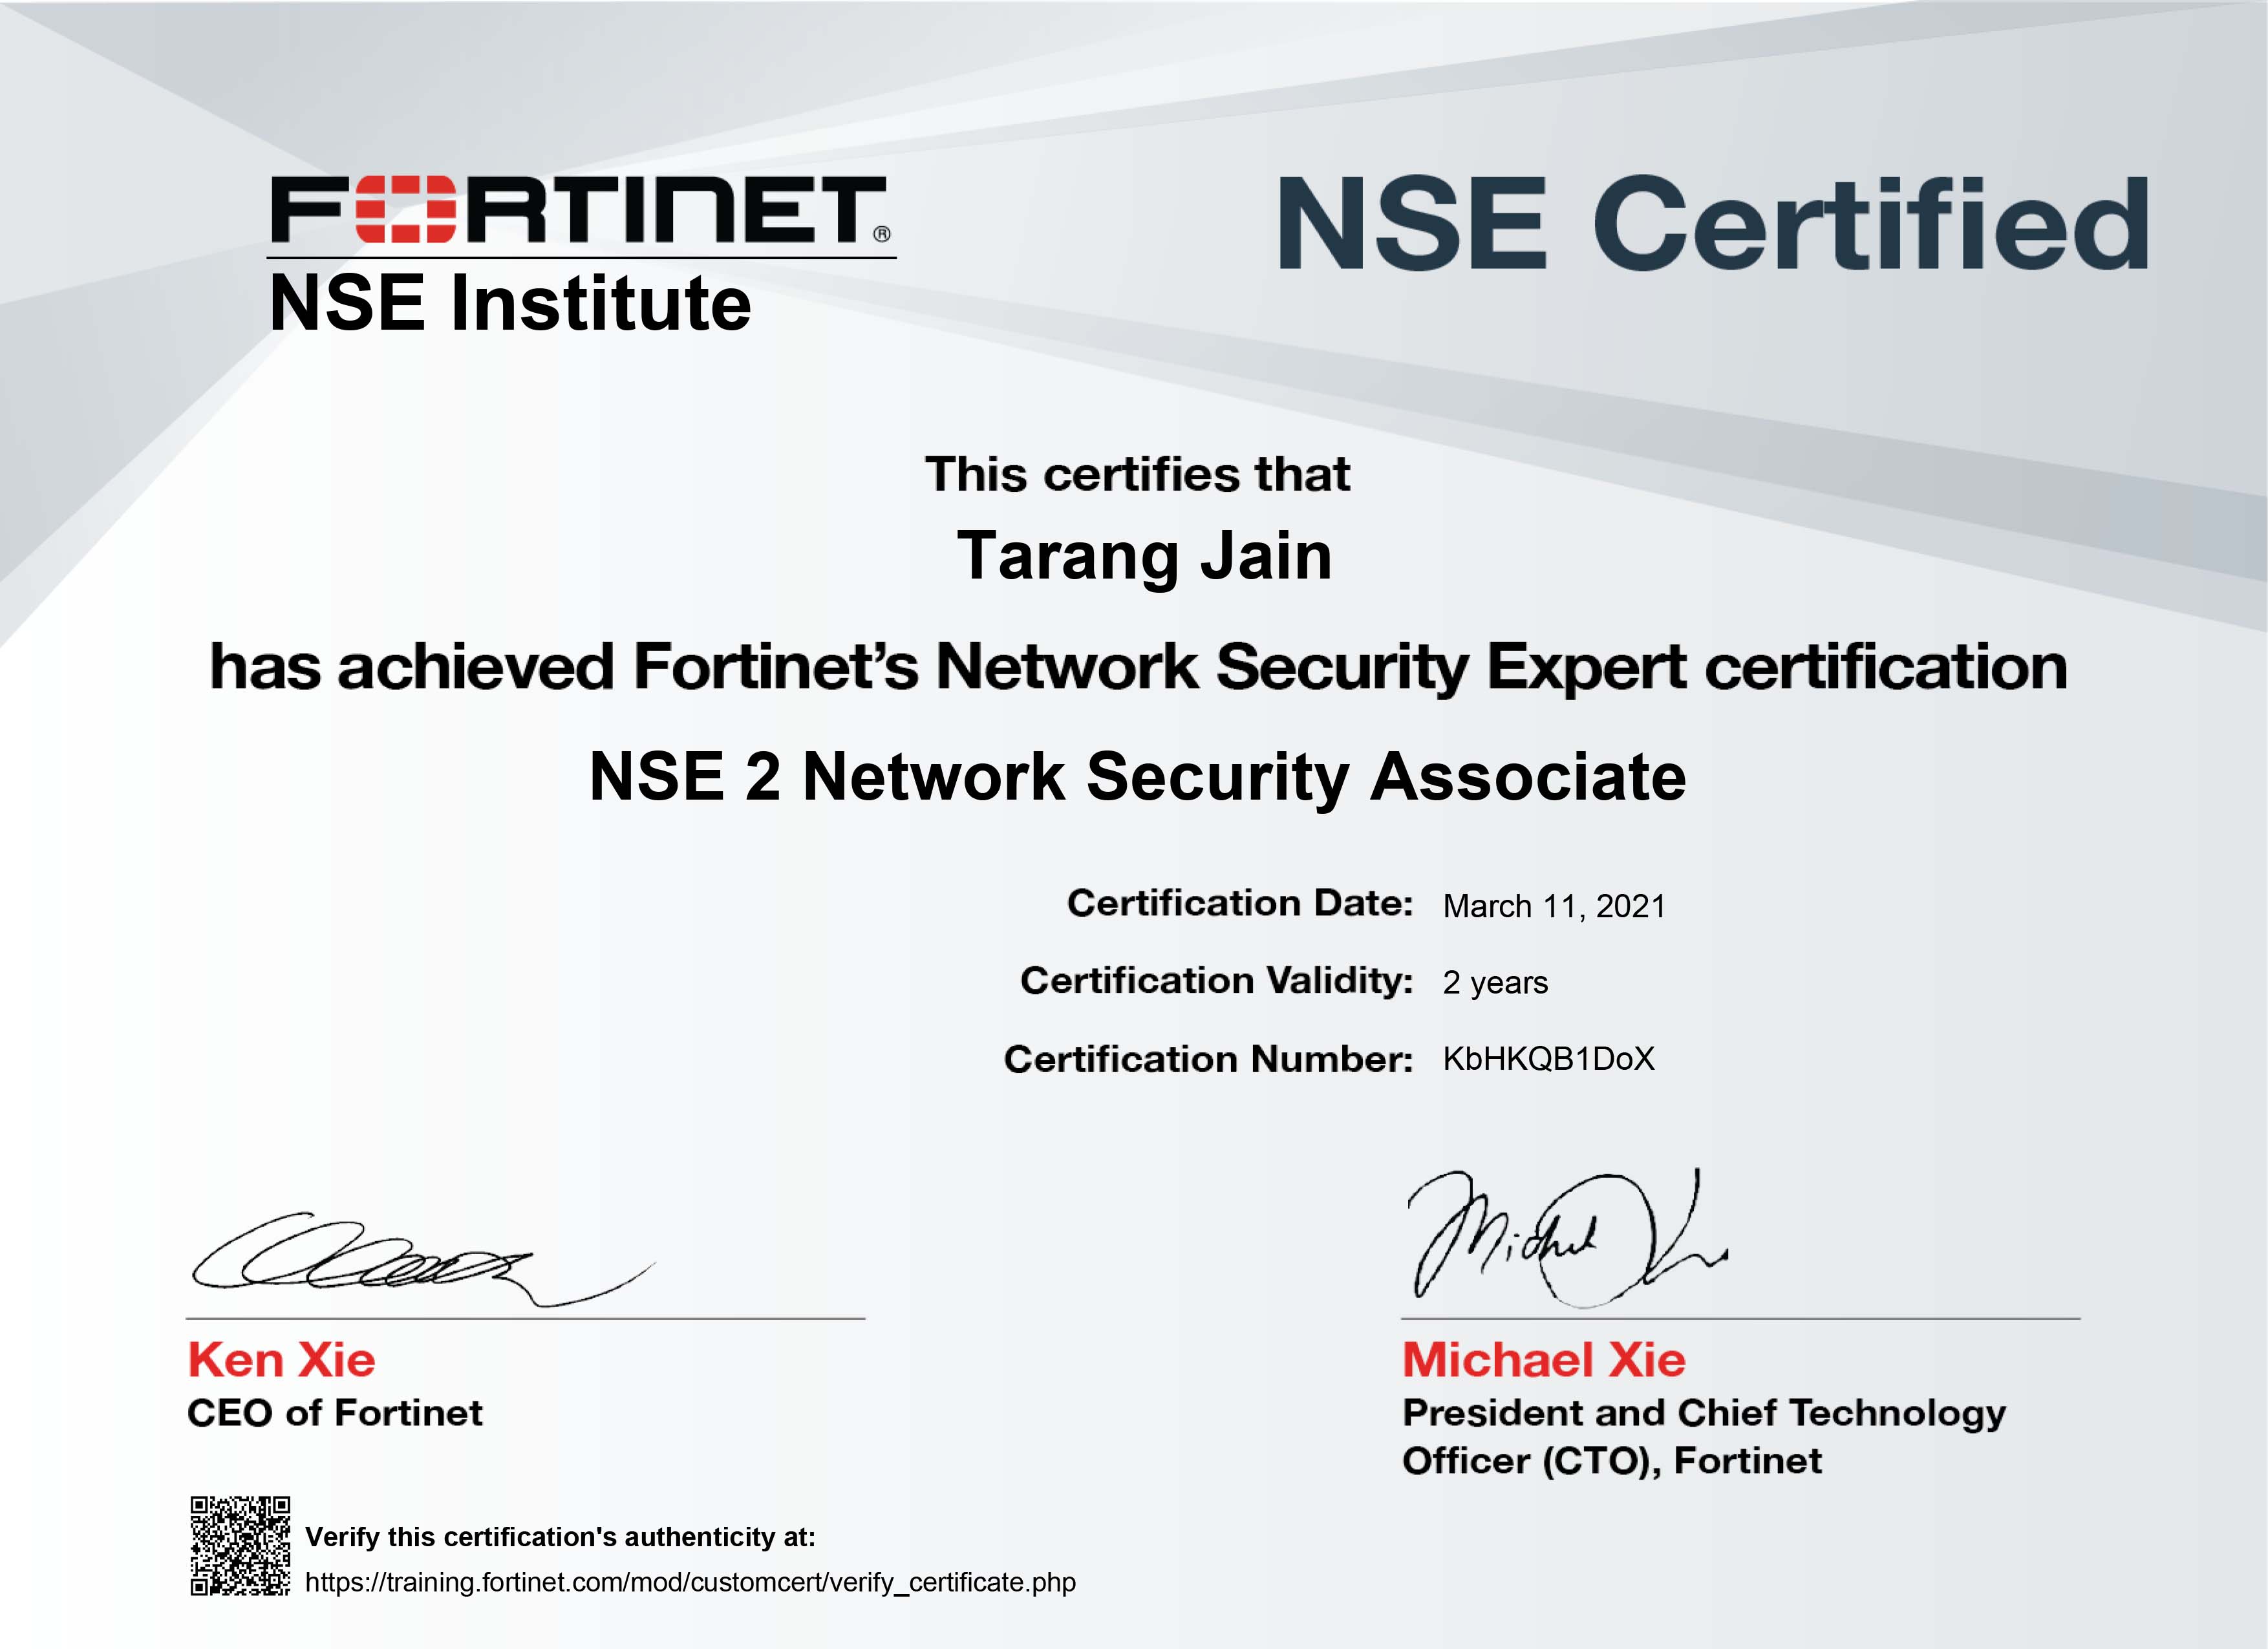 FORTINET®
NSE Institute
NSE Certified
This certifies that
Tarang Jain
has achieved Fortinet’s Network Security Expert certification
NSE 2 Network Security Associate
Certification Date: March 11, 2021
Certification Validity: 2 years
Certification Number: KbHKQB1DoX
Michael X
Ken Xie
CEO of Fortinet
Michael Xie
President and Chief Technology
Officer (CTO), Fortinet
Verify this certification's authenticity at:
https://training.fortinet.com/mod/customcert/verify_certificate.php